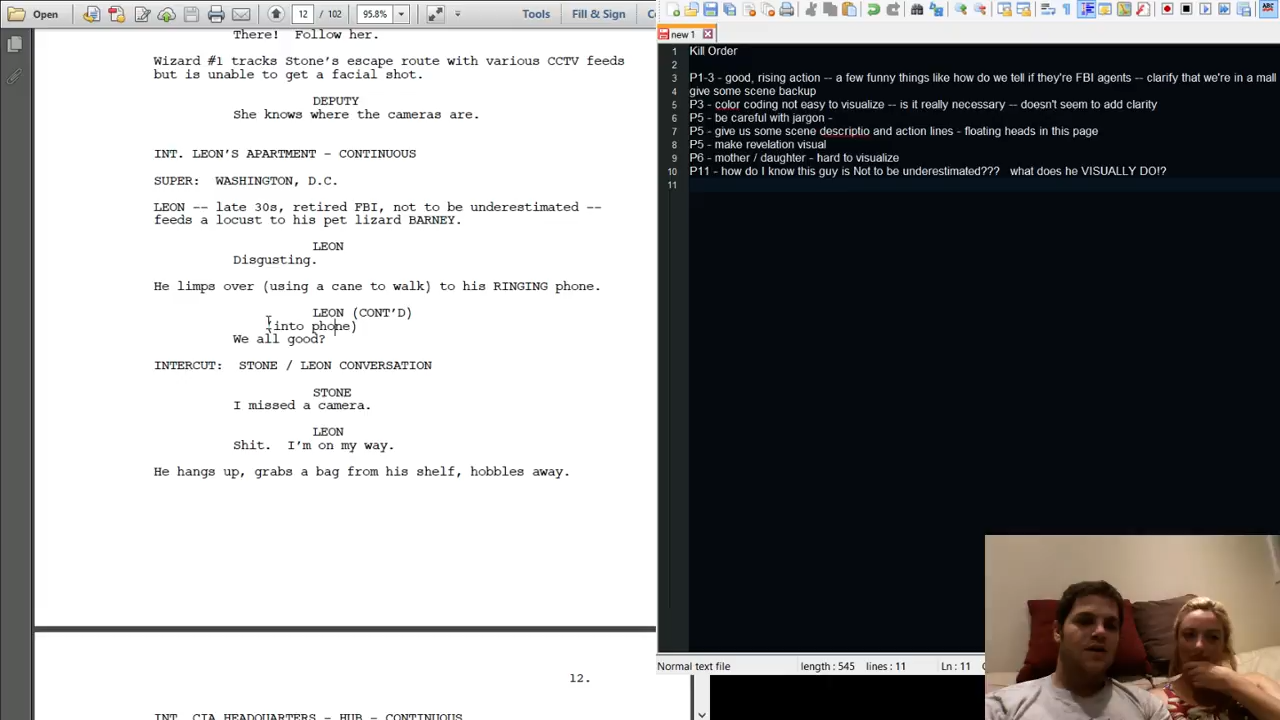 Open
12 / 102
95.8%
Tools
Fill & Sign
new 1
There!  Follow her.
Wizard #1 tracks Stone's escape route with various CCTV feeds
but is unable to get a facial shot.
DEPUTY
She knows where the cameras are.
INT. LEON'S APARTMENT - CONTINUOUS
SUPER:  WASHINGTON, D.C.
LEON -- late 30s, retired FBI, not to be underestimated --
feeds a locust to his pet lizard BARNEY.
LEON
Disgusting.
He limps over (using a cane to walk) to his RINGING phone.
LEON (CONT'D)
(into phone)
We all good?
INTERCUT:  STONE / LEON CONVERSATION
STONE
I missed a camera.
LEON
Shit.  I'm on my way.
He hangs up, grabs a bag from his shelf, hobbles away.
12.
INT. CIA HEADQUARTERS - HUB - CONTINUOUS
1 Kill Order
2
3 P1-3 - good, rising action -- a few funny things like how do we tell if they're FBI agents -- clarify that we're in a mall
4 give some scene backup
5 P3 - color coding not easy to visualize -- is it really necessary -- doesn't seem to add clarity
6 P5 - be careful with jargon -
7 P5 - give us some scene descriptio and action lines - floating heads in this page
8 P5 - make revelation visual
9 P6 - mother / daughter - hard to visualize
10 P11 - how do I know this guy is Not to be underestimated???   what does he VISUALLY DO!?
11
Normal text file
length : 545
lines : 11
Ln : 11